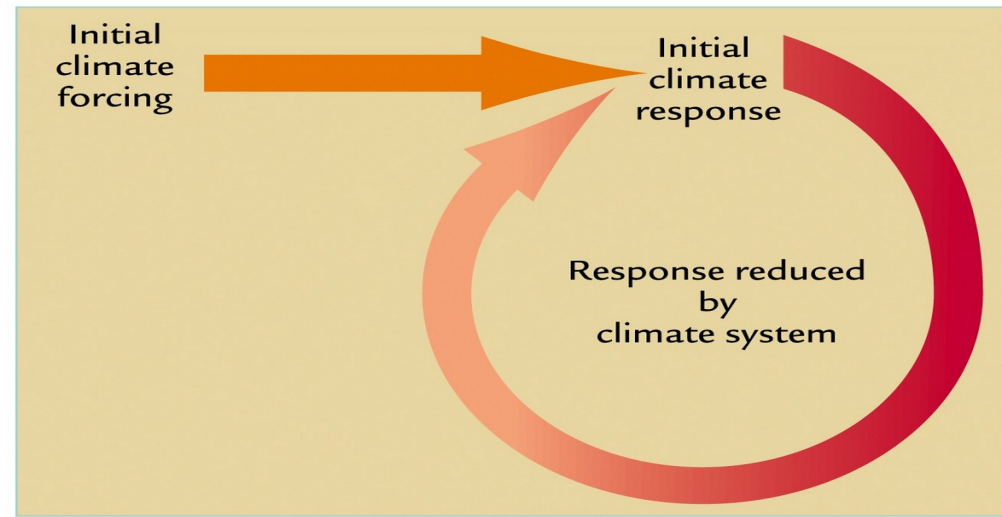 Initial
climate
forcing
Initial
climate
response
Response reduced
by
climate system